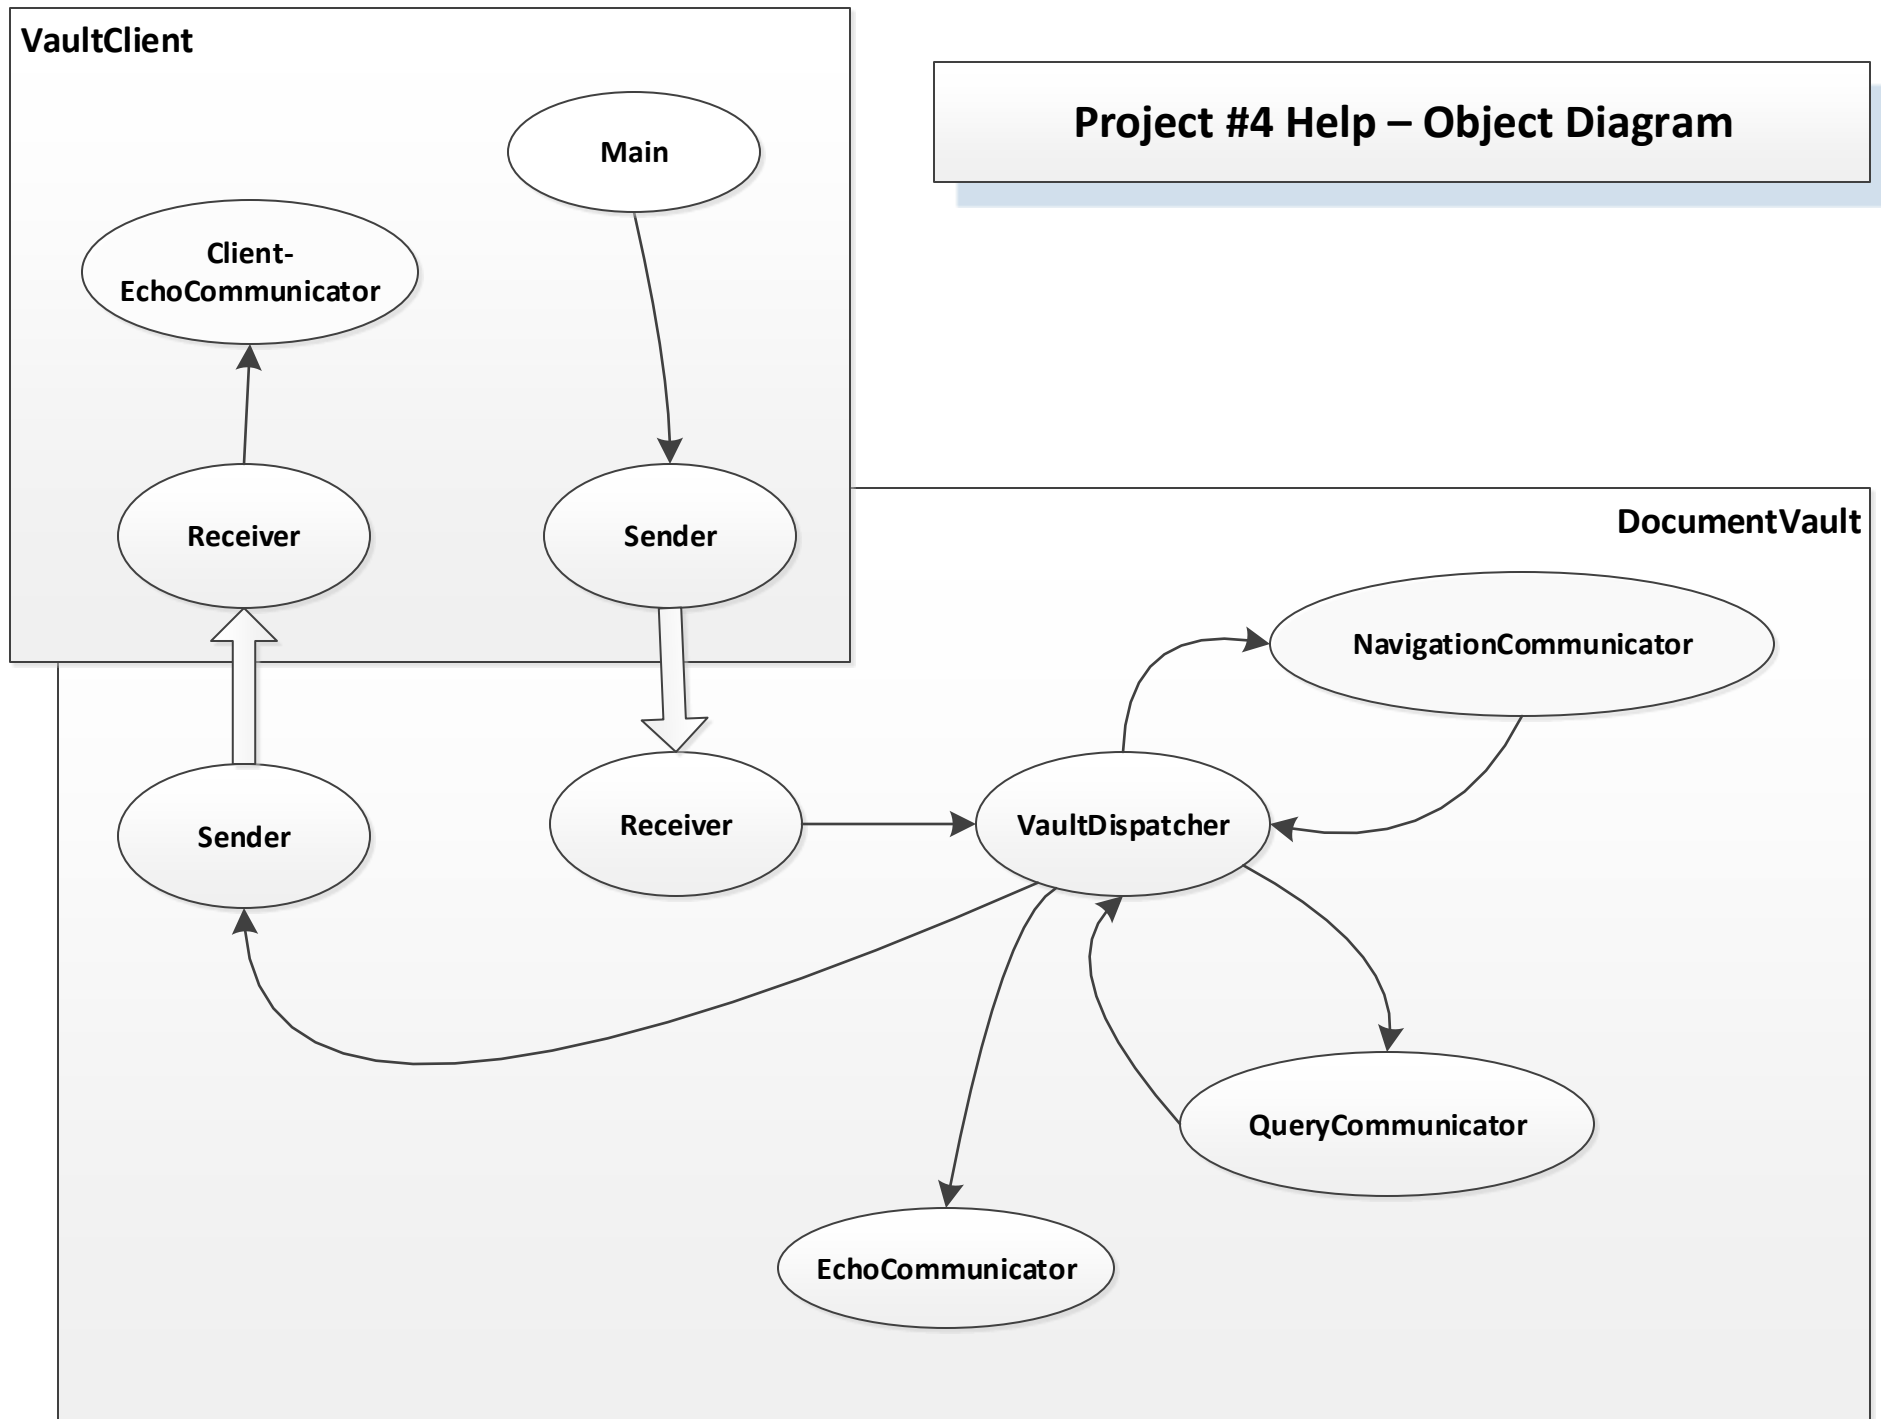 VaultClient
Project #4 Help – Object Diagram
Main
Client-
EchoCommunicator
Receiver
Sender
DocumentVault
NavigationCommunicator
Sender
Receiver
VaultDispatcher
QueryCommunicator
EchoCommunicator